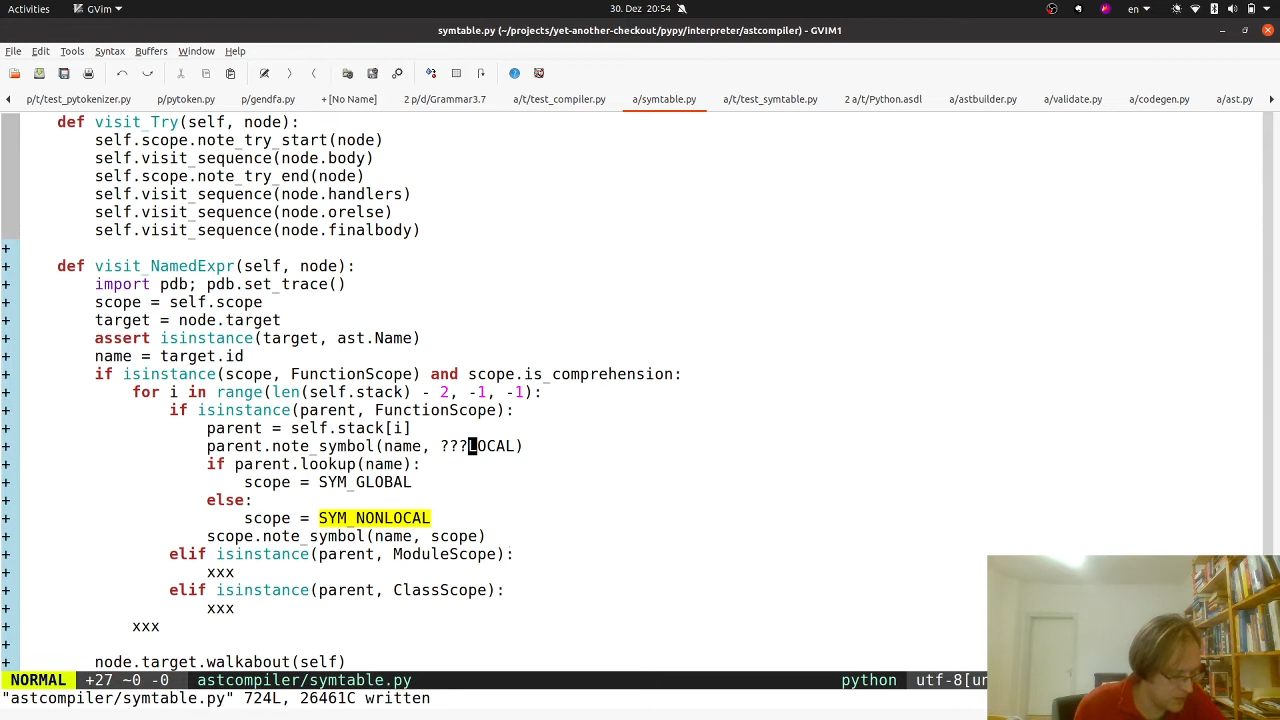 Activities GVim 30. Dez 20:54 en
symtable.py (~/projects/yet-another-checkout/pypy/interpreter/astcompiler) - GVIM1
File Edit Tools Syntax Buffers Window Help
p/t/test_pytokenizer.py p/pytoken.py p/gendfa.py + [No Name] 2 p/d/Grammar3.7 a/t/test_compiler.py a/symtable.py a/t/test_symtable.py 2 a/t/Python.asdl a/astbuilder.py a/validate.py a/codegen.py a/ast.py
def visit_Try(self, node):
self.scope.note_try_start(node)
self.visit_sequence(node.body)
self.scope.note_try_end(node)
self.visit_sequence(node.handlers)
self.visit_sequence(node.orelse)
self.visit_sequence(node.finalbody)
+
+ def visit_NamedExpr(self, node):
+ import pdb; pdb.set_trace()
+ scope = self.scope
+ target = node.target
+ assert isinstance(target, ast.Name)
+ name = target.id
+ if isinstance(scope, FunctionScope) and scope.is_comprehension:
+ for i in range(len(self.stack) - 2, -1, -1):
+ if isinstance(parent, FunctionScope):
+ parent = self.stack[i]
+ parent.note_symbol(name, ???LOCAL)
+ if parent.lookup(name):
+ scope = SYM_GLOBAL
+ else:
+ scope = SYM_NONLOCAL
+ scope.note_symbol(name, scope)
+ elif isinstance(parent, ModuleScope):
+ xxx
+ elif isinstance(parent, ClassScope):
+ xxx
+ xxx
+
+ node.target.walkabout(self)
NORMAL +27 ~0 -0 astcompiler/symtable.py python utf-8[un
"astcompiler/symtable.py" 724L, 26461C written